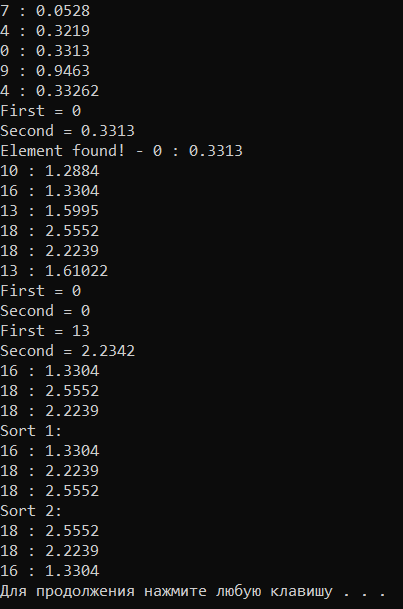 7 : 0.0528
4 : 0.3219
0 : 0.3313
9 : 0.9463
4 : 0.33262
First = 0
Second = 0.3313
Element found! - 0 : 0.3313
10 : 1.2884
16 : 1.3304
13 : 1.5995
18 : 2.5552
18 : 2.2239
13 : 1.61022
First = 0
Second = 0
First = 13
Second = 2.2342
16 : 1.3304
18 : 2.5552
18 : 2.2239
Sort 1:
16 : 1.3304
18 : 2.2239
18 : 2.5552
Sort 2:
18 : 2.5552
18 : 2.2239
16 : 1.3304
Для продолжения нажмите любую клавишу . . .